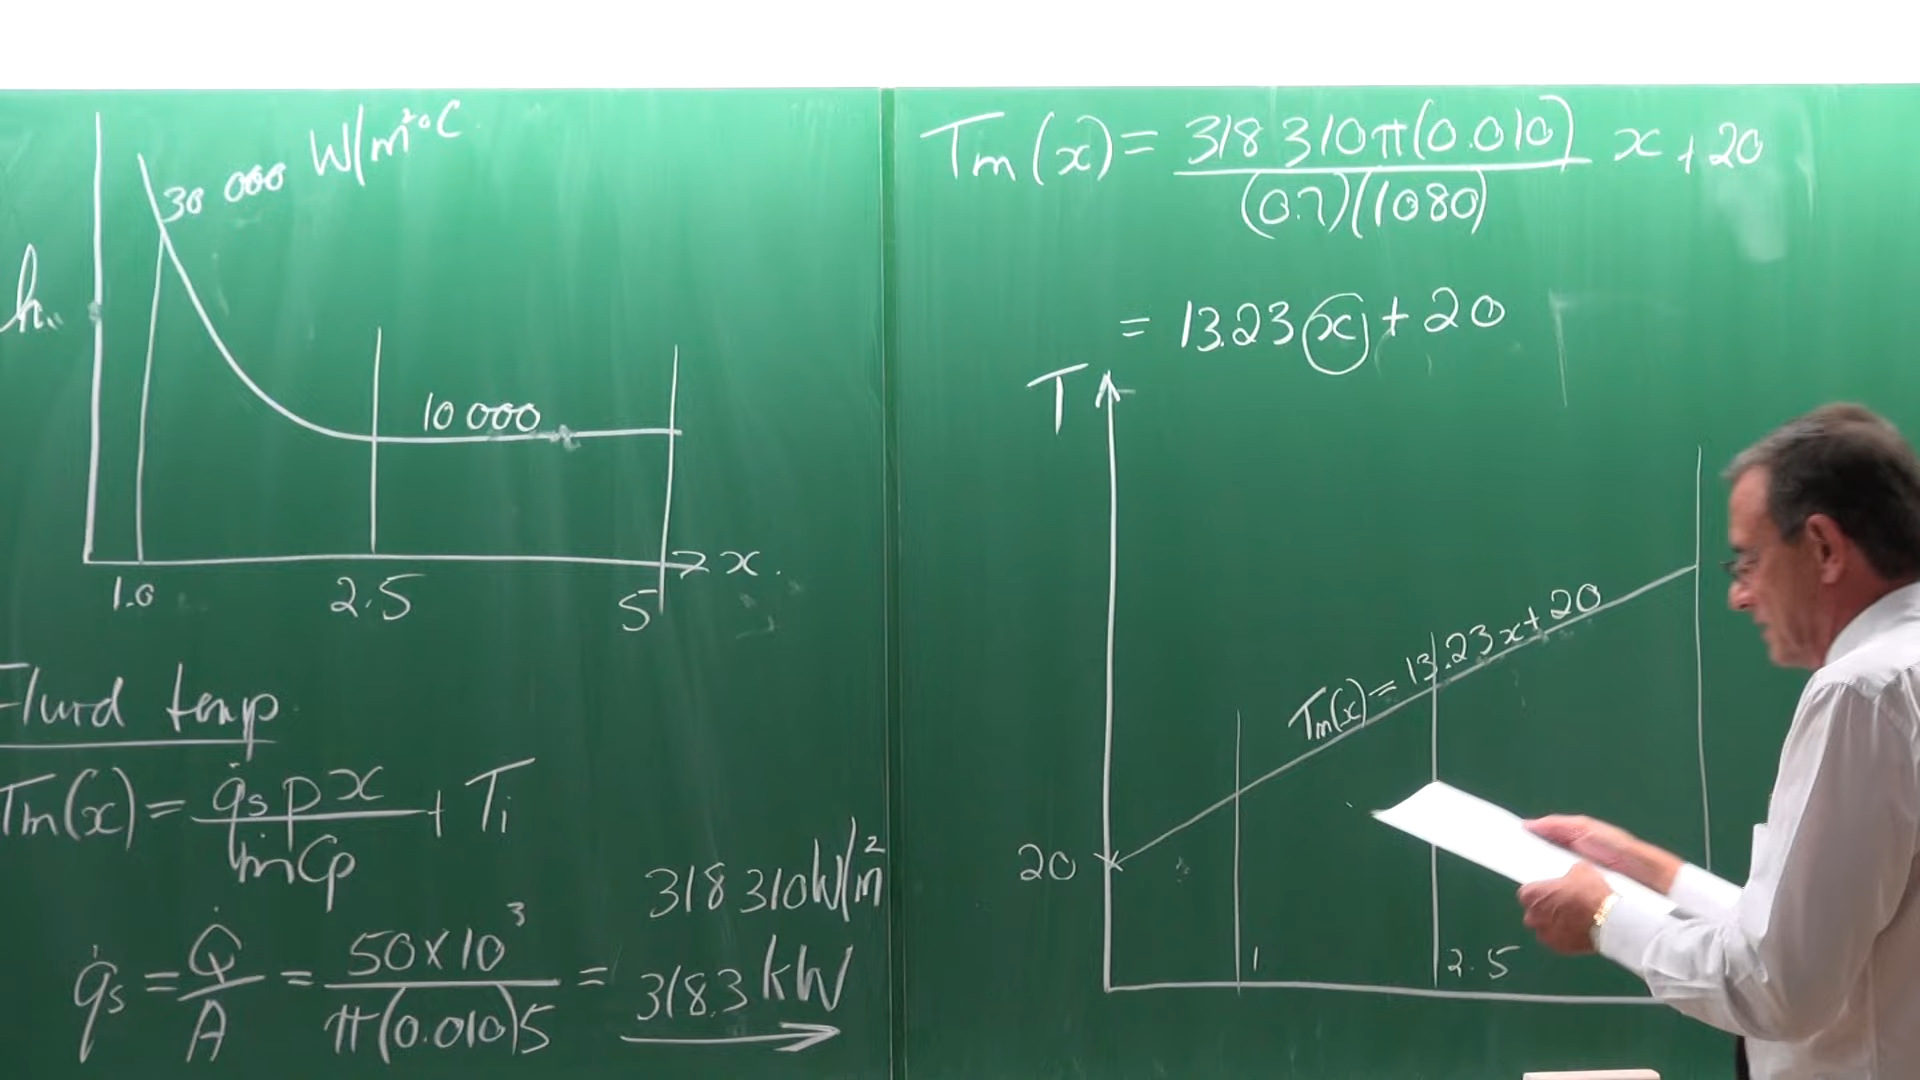 30 000 W/m²°C
h
10 000
1.0 2.5 5 x
Fluid temp
Tm(x) = q̇s p x / ṁCp + Ti
q̇s = Q̇/A = 50×10³ / π(0.010)5 = 318 310 W/m²
318.3 kW
Tm(x) = 318 310 π(0.010) / (0.7)(1080) x + 20
= 13.23 x + 20
T
Tm(x) = 13.23 x + 20
20
1 2.5